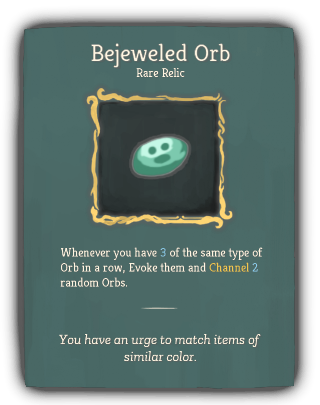 Bejeweled Orb
Rare Relic
Whenever you have 3 of the same type of
Orb in a row, Evoke them and Channel 2
random Orbs.
You have an urge to match items of
similar color.